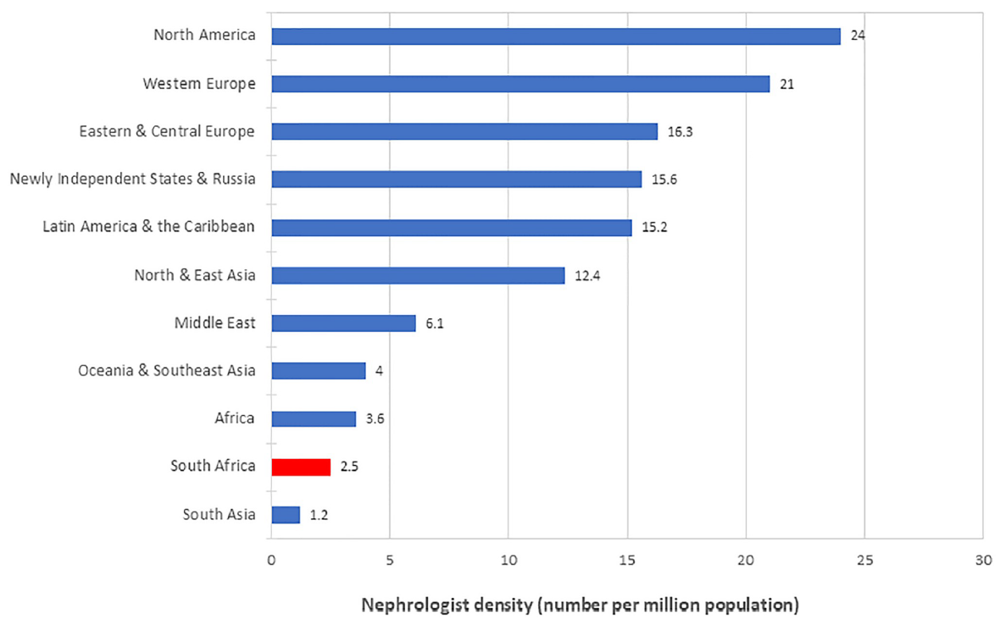 North America 24
Western Europe 21
Eastern & Central Europe 16.3
Newly Independent States & Russia 15.6
Latin America & the Caribbean 15.2
North & East Asia 12.4
Middle East 6.1
Oceania & Southeast Asia 4
Africa 3.6
South Africa 2.5
South Asia 1.2
0 5 10 15 20 25 30
Nephrologist density (number per million population)